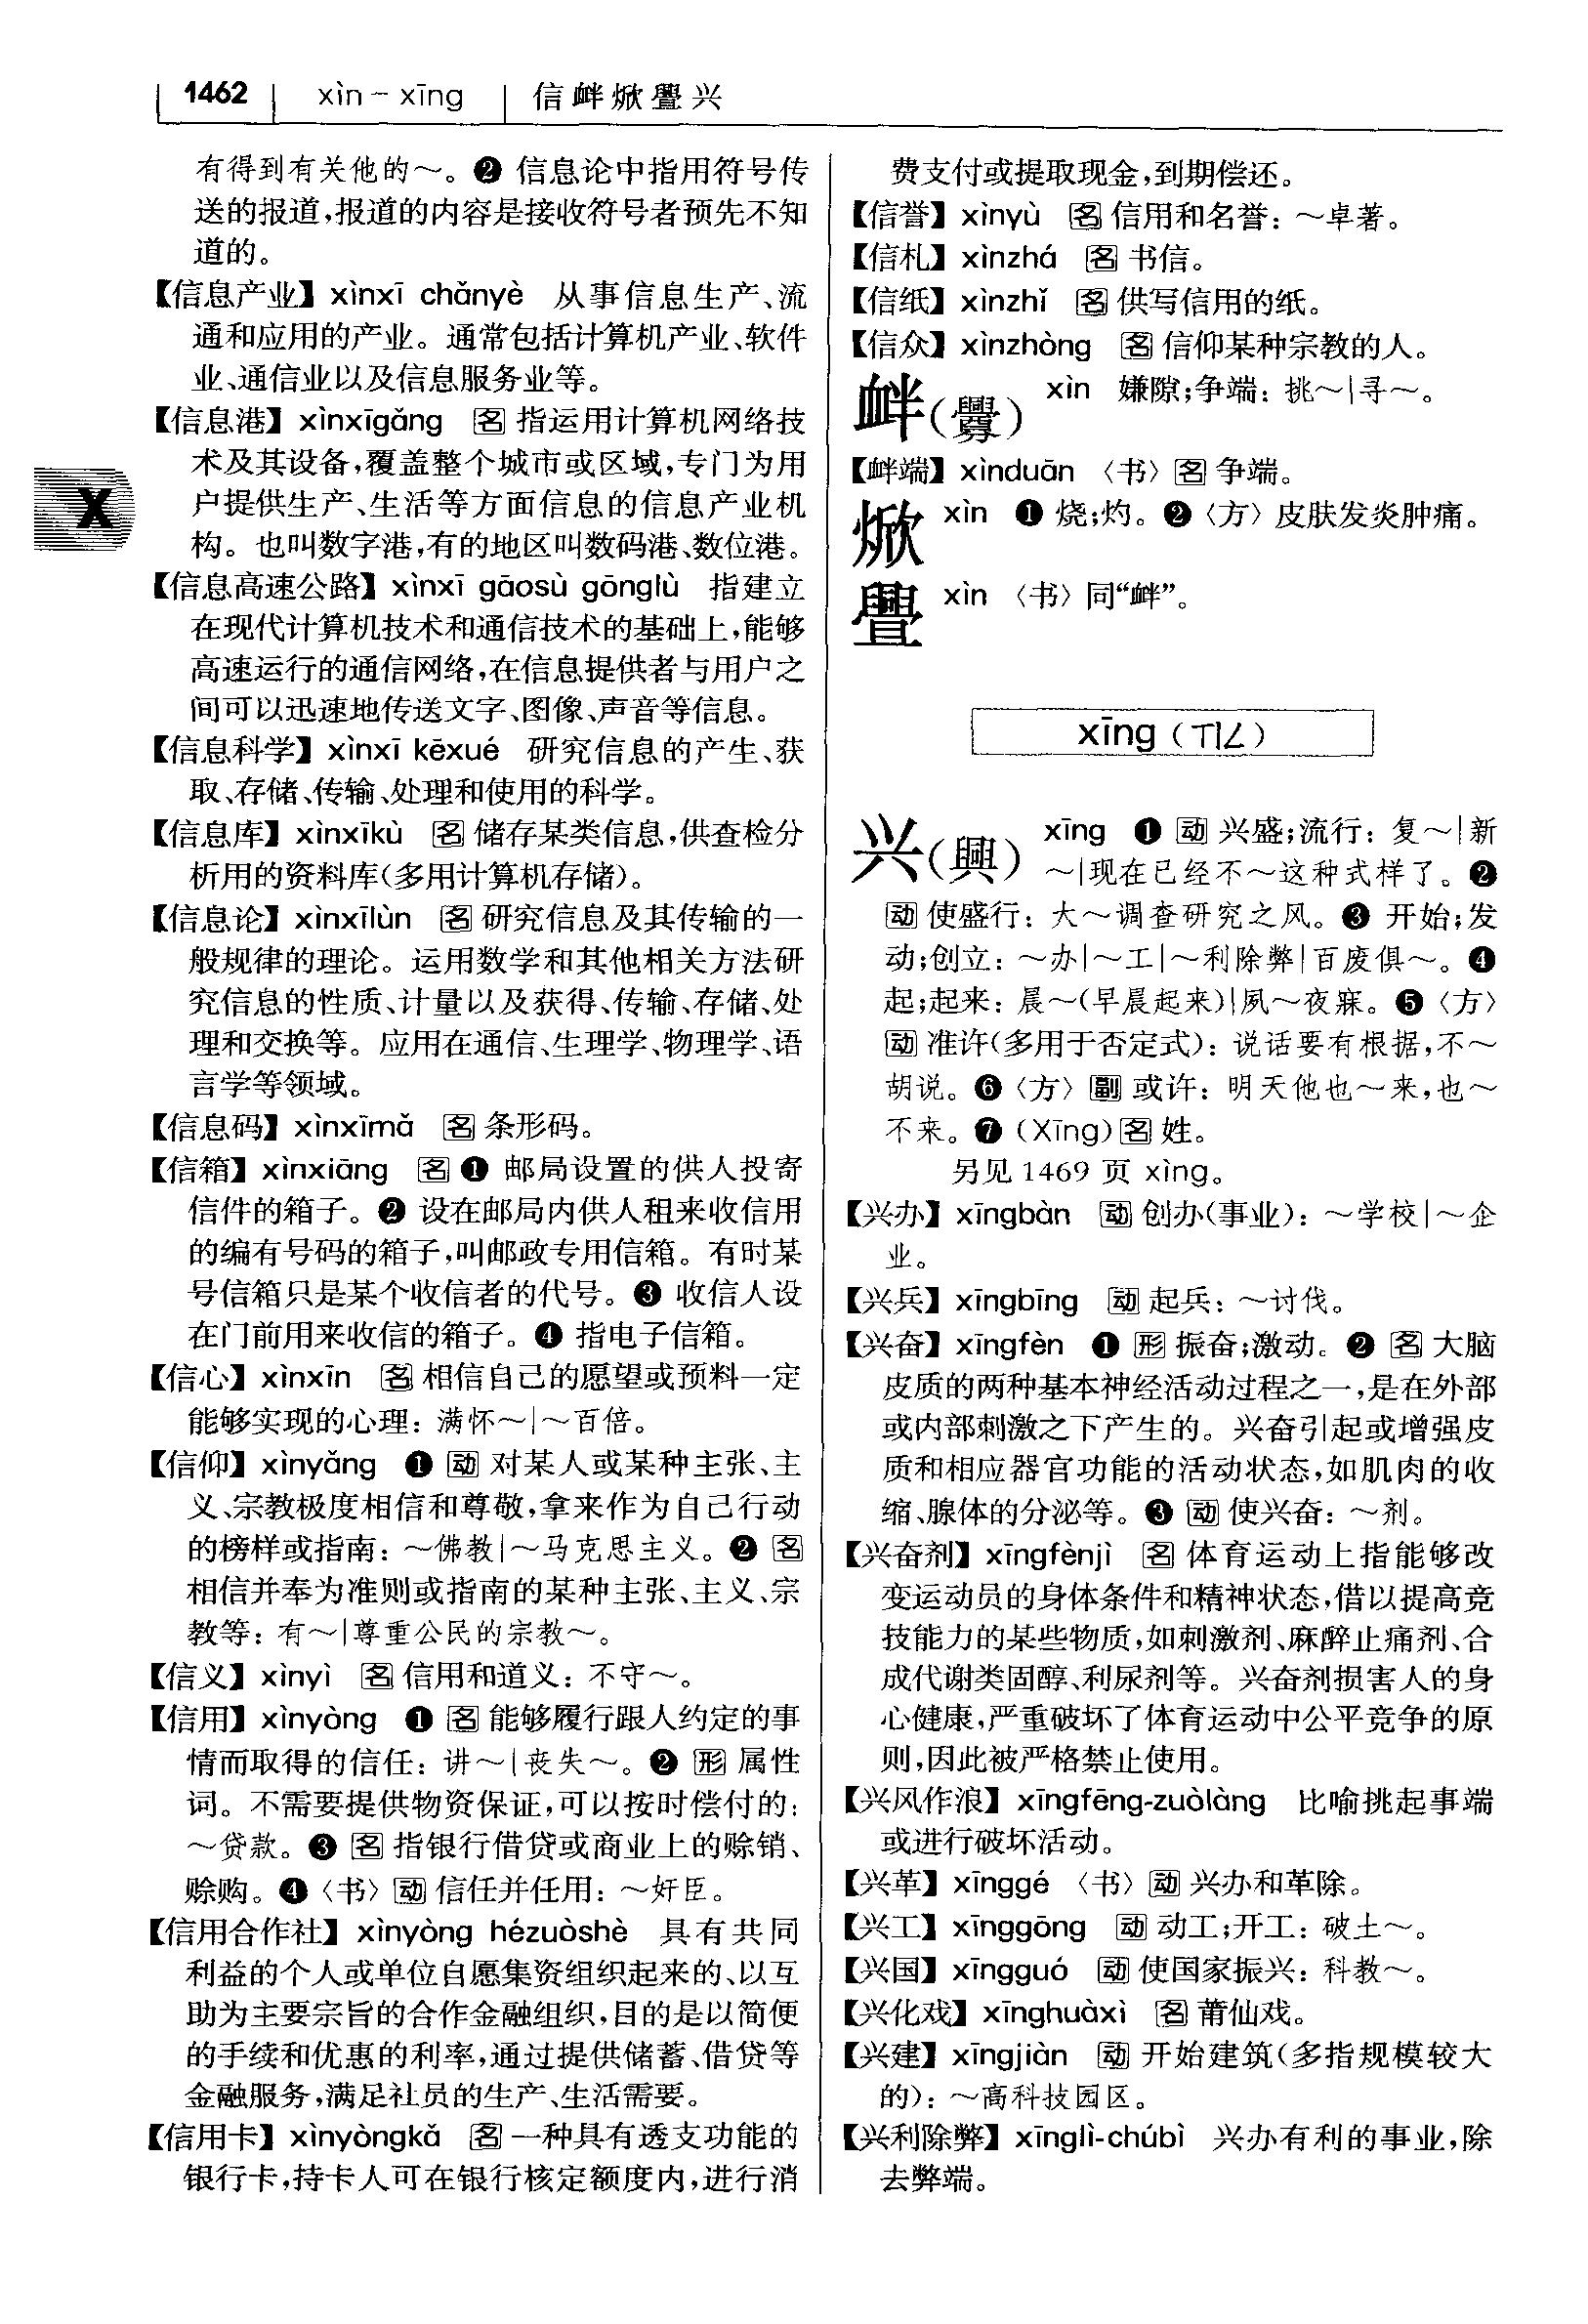 1462 xìn－xīng 信衅焮舋兴
有得到有关他的～。❷ 信息论中指用符号传
送的报道，报道的内容是接收符号者预先不知
道的。
【信息产业】xìnxī chǎnyè 从事信息生产、流
通和应用的产业。通常包括计算机产业、软件
业、通信业以及信息服务业等。
【信息港】xìnxīgǎng 名 指运用计算机网络技
术及其设备，覆盖整个城市或区域，专门为用
户提供生产、生活等方面信息的信息产业机
构。也叫数字港，有的地区叫数码港、数位港。
【信息高速公路】xìnxī gāosù gōnglù 指建立
在现代计算机技术和通信技术的基础上，能够
高速运行的通信网络，在信息提供者与用户之
间可以迅速地传送文字、图像、声音等信息。
【信息科学】xìnxī kēxué 研究信息的产生、获
取、存储、传输、处理和使用的科学。
【信息库】xìnxīkù 名 储存某类信息，供查检分
析用的资料库（多用计算机存储）。
【信息论】xìnxīlùn 名 研究信息及其传输的一
般规律的理论。运用数学和其他相关方法研
究信息的性质、计量以及获得、传输、存储、处
理和交换等。应用在通信、生理学、物理学、语
言学等领域。
【信息码】xìnxīmǎ 名 条形码。
【信箱】xìnxiāng 名 ❶ 邮局设置的供人投寄
信件的箱子。❷ 设在邮局内供人租来收信用
的编有号码的箱子，叫邮政专用信箱。有时某
号信箱只是某个收信者的代号。❸ 收信人设
在门前用来收信的箱子。❹ 指电子信箱。
【信心】xìnxīn 名 相信自己的愿望或预料一定
能够实现的心理：满怀～|～百倍。
【信仰】xìnyǎng ❶ 动 对某人或某种主张、主
义、宗教极度相信和尊敬，拿来作为自己行动
的榜样或指南：～佛教|～马克思主义。❷ 名
相信并奉为准则或指南的某种主张、主义、宗
教等：有～|尊重公民的宗教～。
【信义】xìnyì 名 信用和道义：不守～。
【信用】xìnyòng ❶ 名 能够履行跟人约定的事
情而取得的信任：讲～|丧失～。❷ 形 属性
词。不需要提供物资保证，可以按时偿付的：
～贷款。❸ 名 指银行借贷或商业上的赊销、
赊购。❹〈书〉动 信任并任用：～奸臣。
【信用合作社】xìnyòng hézuòshè 具有共同
利益的个人或单位自愿集资组织起来的、以互
助为主要宗旨的合作金融组织，目的是以简便
的手续和优惠的利率，通过提供储蓄、借贷等
金融服务，满足社员的生产、生活需要。
【信用卡】xìnyòngkǎ 名 一种具有透支功能的
银行卡，持卡人可在银行核定额度内，进行消
X
费支付或提取现金，到期偿还。
【信誉】xìnyù 名 信用和名誉：～卓著。
【信札】xìnzhá 名 书信。
【信纸】xìnzhǐ 名 供写信用的纸。
【信众】xìnzhòng 名 信仰某种宗教的人。
衅（釁） xìn 嫌隙；争端：挑～|寻～。
【衅端】xìnduān〈书〉名 争端。
焮 xìn ❶ 烧；灼。❷〈方〉皮肤发炎肿痛。
舋 xìn〈书〉同“衅”。
xīng（ㄒㄧㄥ）
兴（興） xīng ❶ 动 兴盛；流行：复～|新
～|现在已经不～这种式样了。❷
动 使盛行：大～调查研究之风。❸ 开始；发
动；创立：～办|～工|～利除弊|百废俱～。❹
起；起来：晨～（早晨起来）|夙～夜寐。❺〈方〉
动 准许（多用于否定式）：说话要有根据，不～
胡说。❻〈方〉副 或许：明天他也～来，也～
不来。❼（Xīng）名 姓。
另见 1469 页 xìng。
【兴办】xīngbàn 动 创办（事业）：～学校|～企
业。
【兴兵】xīngbīng 动 起兵：～讨伐。
【兴奋】xīngfèn ❶ 形 振奋；激动。❷ 名 大脑
皮质的两种基本神经活动过程之一，是在外部
或内部刺激之下产生的。兴奋引起或增强皮
质和相应器官功能的活动状态，如肌肉的收
缩、腺体的分泌等。❸ 动 使兴奋：～剂。
【兴奋剂】xīngfènjì 名 体育运动上指能够改
变运动员的身体条件和精神状态，借以提高竞
技能力的某些物质，如刺激剂、麻醉止痛剂、合
成代谢类固醇、利尿剂等。兴奋剂损害人的身
心健康，严重破坏了体育运动中公平竞争的原
则，因此被严格禁止使用。
【兴风作浪】xīngfēng-zuòlàng 比喻挑起事端
或进行破坏活动。
【兴革】xīnggé〈书〉动 兴办和革除。
【兴工】xīnggōng 动 动工；开工：破土～。
【兴国】xīngguó 动 使国家振兴：科教～。
【兴化戏】xīnghuàxì 名 莆仙戏。
【兴建】xīngjiàn 动 开始建筑（多指规模较大
的）：～高科技园区。
【兴利除弊】xīnglì-chúbì 兴办有利的事业，除
去弊端。